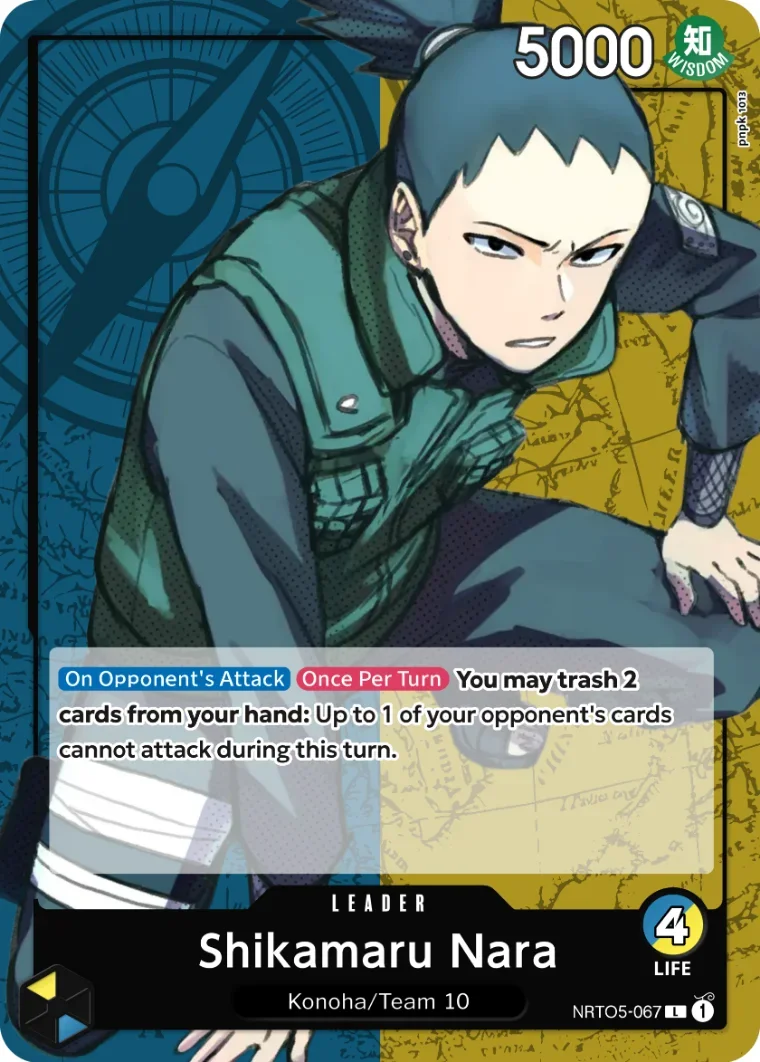 5000
知
WISDOM
pnpk 1013
On Opponent's Attack Once Per Turn You may trash 2
cards from your hand: Up to 1 of your opponent's cards
cannot attack during this turn.
LEADER
Shikamaru Nara
4
LIFE
Konoha/Team 10
NRTO5-067 L 1